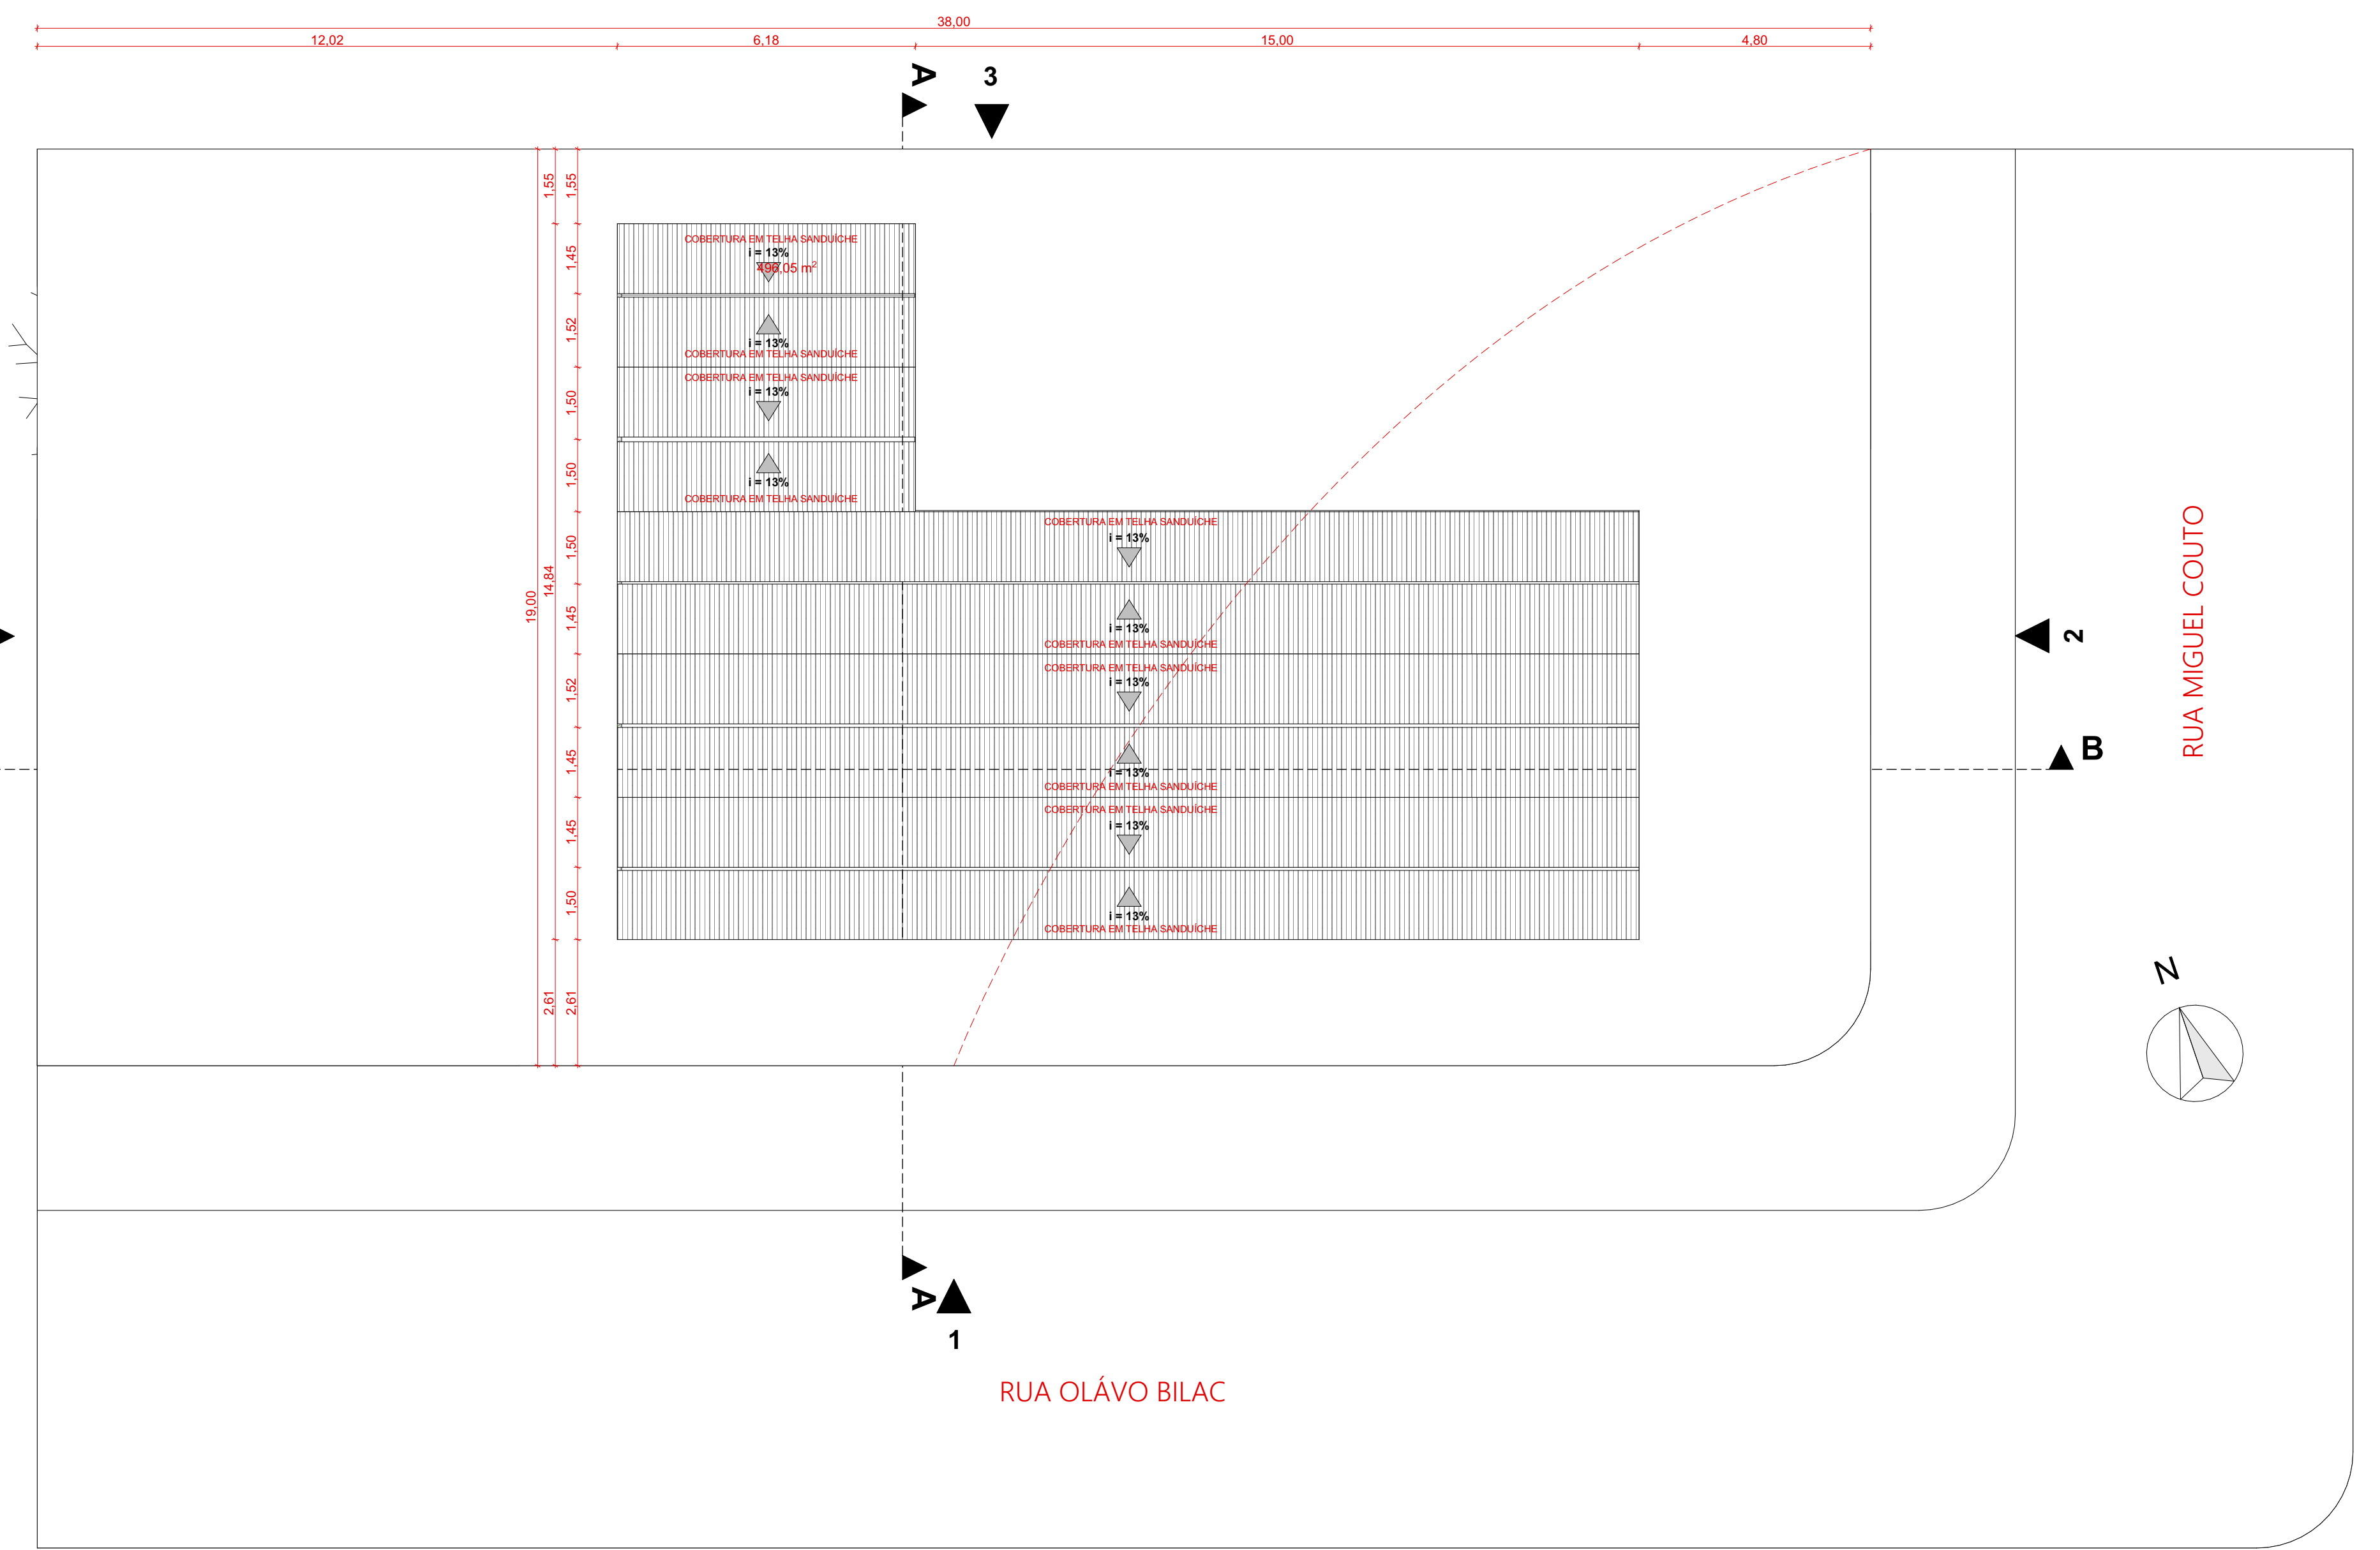 38,00
12,02
6,18
15,00
4,80
A
3
1,55
1,55
COBERTURA EM TELHA SANDUÍCHE
i = 13%
496,05 m²
1,45
1,52
i = 13%
COBERTURA EM TELHA SANDUÍCHE
COBERTURA EM TELHA SANDUÍCHE
i = 13%
1,50
1,50
i = 13%
COBERTURA EM TELHA SANDUÍCHE
COBERTURA EM TELHA SANDUÍCHE
i = 13%
1,50
19,00
14,84
1,45
i = 13%
COBERTURA EM TELHA SANDUÍCHE
COBERTURA EM TELHA SANDUÍCHE
i = 13%
1,52
1,45
i = 13%
COBERTURA EM TELHA SANDUÍCHE
COBERTURA EM TELHA SANDUÍCHE
i = 13%
1,45
1,50
i = 13%
COBERTURA EM TELHA SANDUÍCHE
2,61
2,61
2
RUA MIGUEL COUTO
B
N
A
1
RUA OLÁVO BILAC